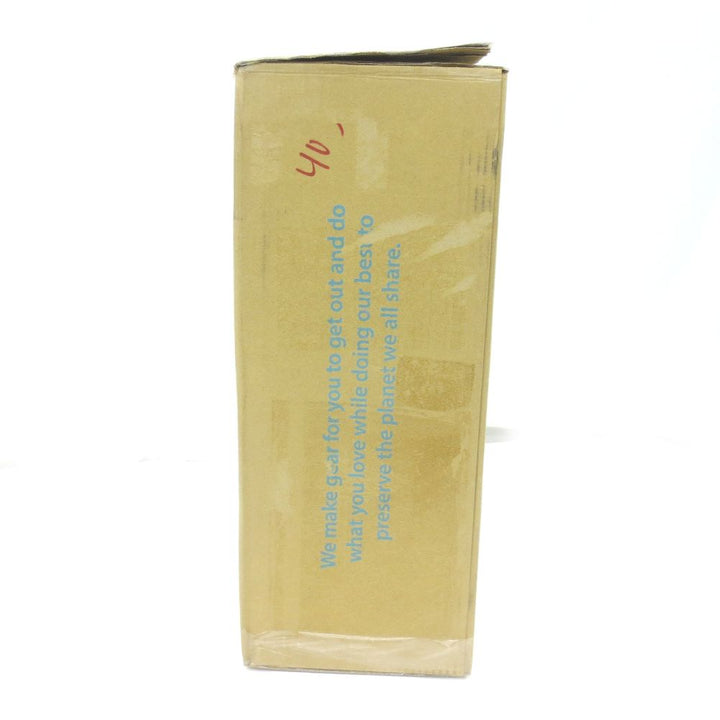 40 -
We make gear for you to get out and do
what you love while doing our best to
preserve the planet we all share.